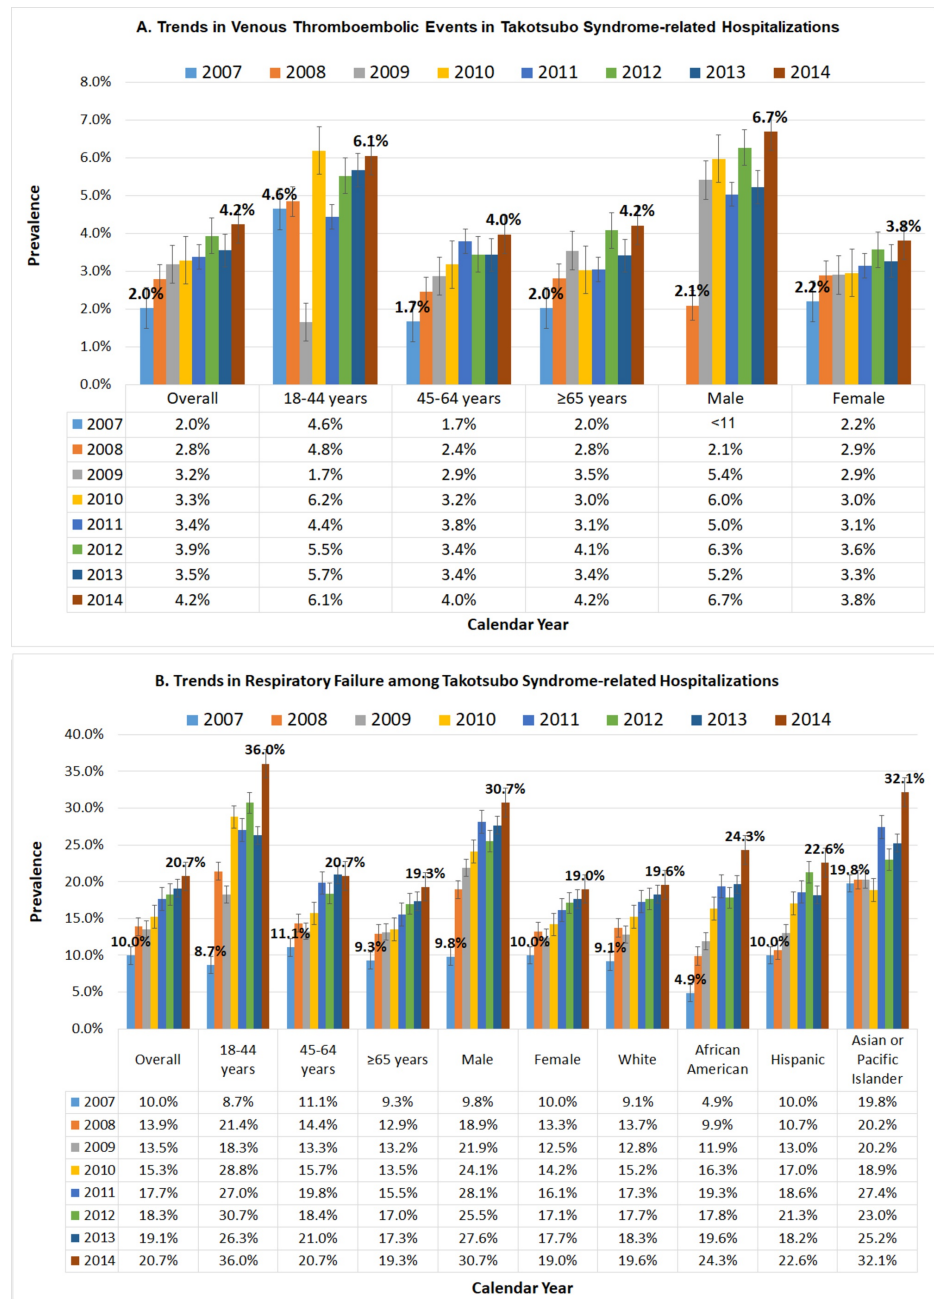 A. Trends in Venous Thromboembolic Events in Takotsubo Syndrome-related Hospitalizations
2007 2008 2009 2010 2011 2012 2013 2014
Prevalence
8.0%
7.0%
6.0%
5.0%
4.0%
3.0%
2.0%
1.0%
0.0%
2.0% 4.2% 4.6% 6.1% 1.7% 4.0% 2.0% 4.2% 2.1% 6.7% 2.2% 3.8%
Overall 18-44 years 45-64 years ≥65 years Male Female
2007 2.0% 4.6% 1.7% 2.0% <11 2.2%
2008 2.8% 4.8% 2.4% 2.8% 2.1% 2.9%
2009 3.2% 1.7% 2.9% 3.5% 5.4% 2.9%
2010 3.3% 6.2% 3.2% 3.0% 6.0% 3.0%
2011 3.4% 4.4% 3.8% 3.1% 5.0% 3.1%
2012 3.9% 5.5% 3.4% 4.1% 6.3% 3.6%
2013 3.5% 5.7% 3.4% 3.4% 5.2% 3.3%
2014 4.2% 6.1% 4.0% 4.2% 6.7% 3.8%
Calendar Year
B. Trends in Respiratory Failure among Takotsubo Syndrome-related Hospitalizations
2007 2008 2009 2010 2011 2012 2013 2014
Prevalence
40.0%
35.0%
30.0%
25.0%
20.0%
15.0%
10.0%
5.0%
0.0%
10.0% 20.7% 8.7% 36.0% 11.1% 20.7% 9.3% 19.3% 9.8% 30.7% 10.0% 19.0% 9.1% 19.6% 4.9% 24.3% 10.0% 22.6% 19.8% 32.1%
Overall 18-44 years 45-64 years ≥65 years Male Female White African American Hispanic Asian or Pacific Islander
2007 10.0% 8.7% 11.1% 9.3% 9.8% 10.0% 9.1% 4.9% 10.0% 19.8%
2008 13.9% 21.4% 14.4% 12.9% 18.9% 13.3% 13.7% 9.9% 10.7% 20.2%
2009 13.5% 18.3% 13.3% 13.2% 21.9% 12.5% 12.8% 11.9% 13.0% 20.2%
2010 15.3% 28.8% 15.7% 13.5% 24.1% 14.2% 15.2% 16.3% 17.0% 18.9%
2011 17.7% 27.0% 19.8% 15.5% 28.1% 16.1% 17.3% 19.3% 18.6% 27.4%
2012 18.3% 30.7% 18.4% 17.0% 25.5% 17.1% 17.7% 17.8% 21.3% 23.0%
2013 19.1% 26.3% 21.0% 17.3% 27.6% 17.7% 18.3% 19.6% 18.2% 25.2%
2014 20.7% 36.0% 20.7% 19.3% 30.7% 19.0% 19.6% 24.3% 22.6% 32.1%
Calendar Year